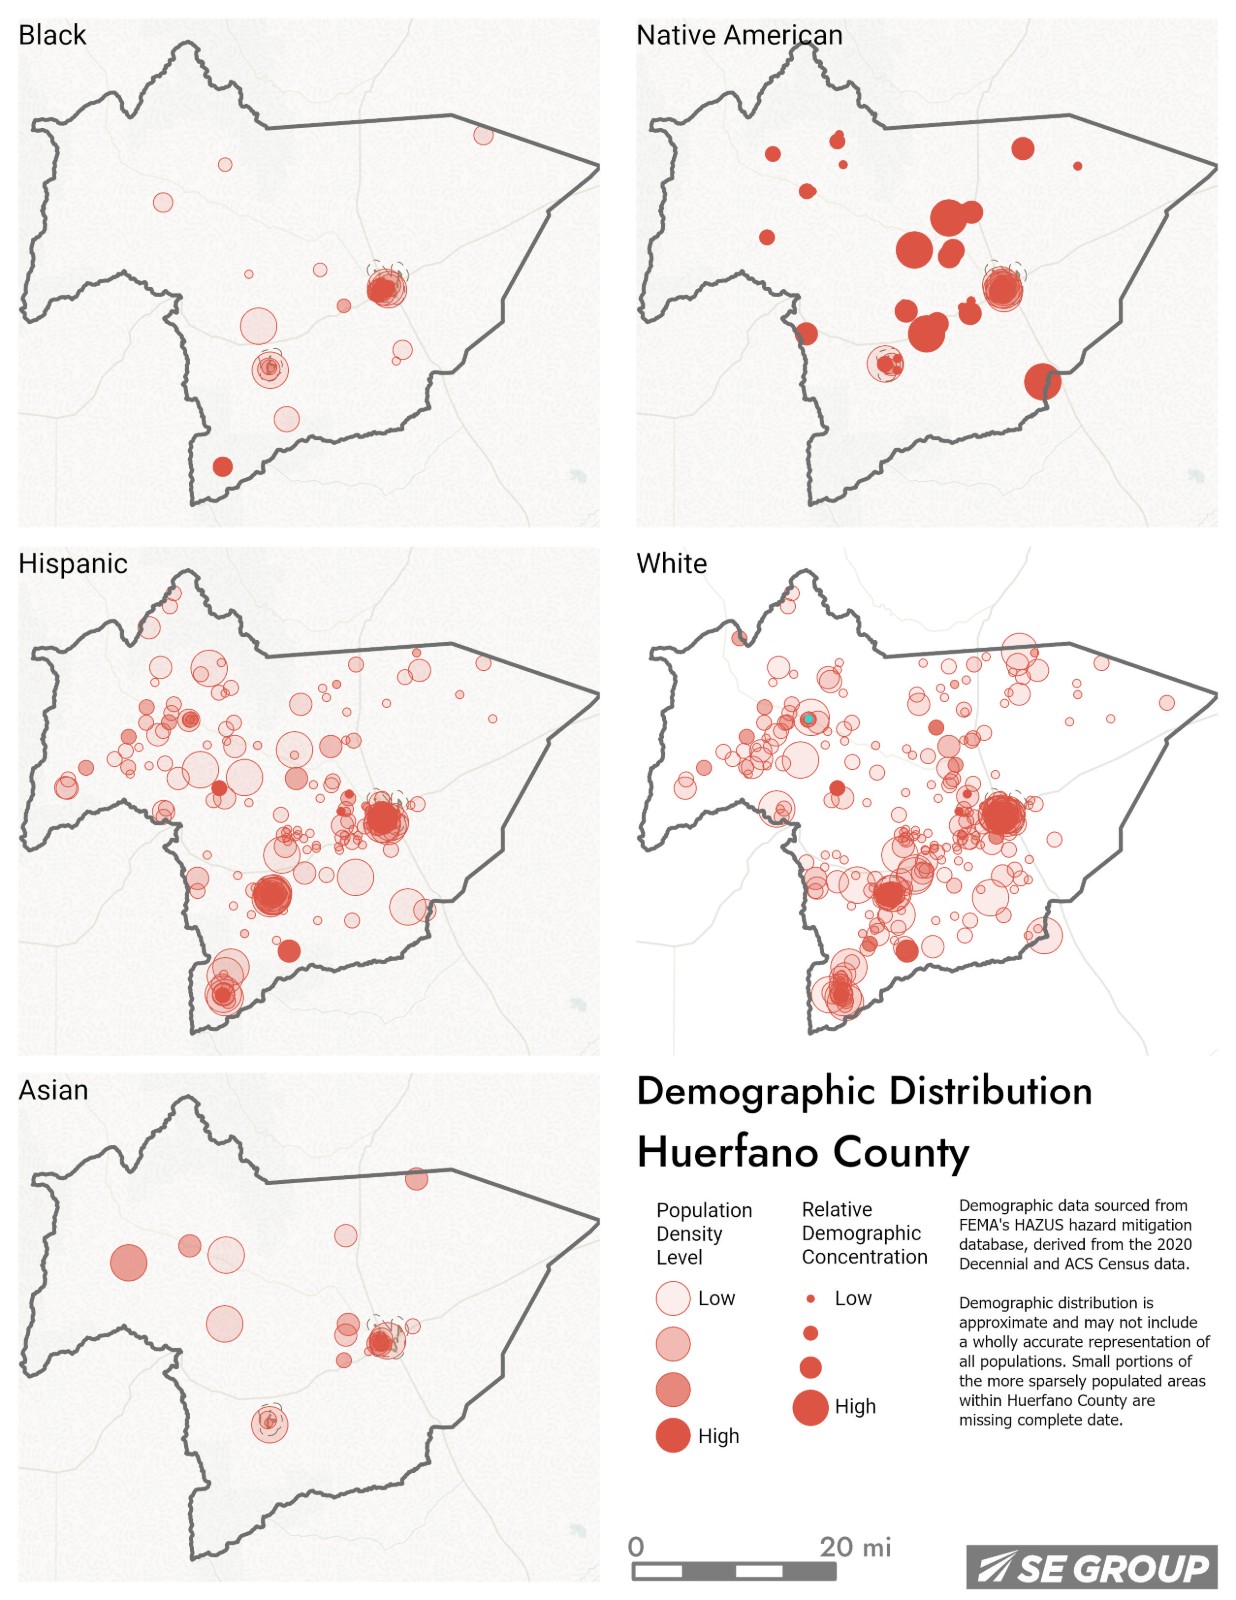 Black
Native American
Hispanic
White
Asian
Demographic Distribution
Huerfano County
Population
Density
Level
Low
High
Relative
Demographic
Concentration
Low
High
Demographic data sourced from
FEMA's HAZUS hazard mitigation
database, derived from the 2020
Decennial and ACS Census data.
Demographic distribution is
approximate and may not include
a wholly accurate representation of
all populations. Small portions of
the more sparsely populated areas
within Huerfano County are
missing complete date.
0 20 mi
SE GROUP